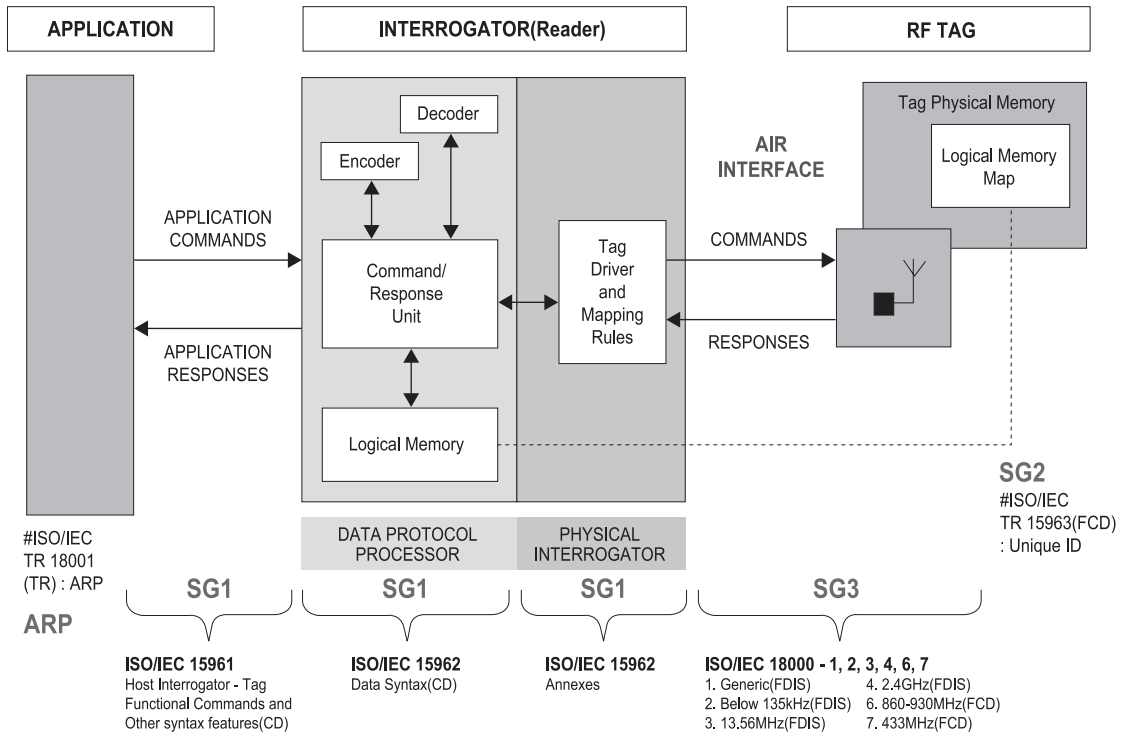 APPLICATION
INTERROGATOR(Reader)
RF TAG
Decoder
Encoder
Tag Physical Memory
Logical Memory
Map
AIR
INTERFACE
APPLICATION
COMMANDS
Command/
Response
Unit
Tag
Driver
and
Mapping
Rules
COMMANDS
APPLICATION
RESPONSES
RESPONSES
Logical Memory
#ISO/IEC
TR 18001
(TR) : ARP
ARP
DATA PROTOCOL
PROCESSOR
PHYSICAL
INTERROGATOR
SG2
#ISO/IEC
TR 15963(FCD)
: Unique ID
SG1
SG1
SG1
SG3
ISO/IEC 15961
Host Interrogator - Tag
Functional Commands and
Other syntax features(CD)
ISO/IEC 15962
Data Syntax(CD)
ISO/IEC 15962
Annexes
ISO/IEC 18000 - 1, 2, 3, 4, 6, 7
1. Generic(FDIS)
2. Below 135kHz(FDIS)
3. 13.56MHz(FDIS)
4. 2.4GHz(FDIS)
6. 860-930MHz(FCD)
7. 433MHz(FCD)